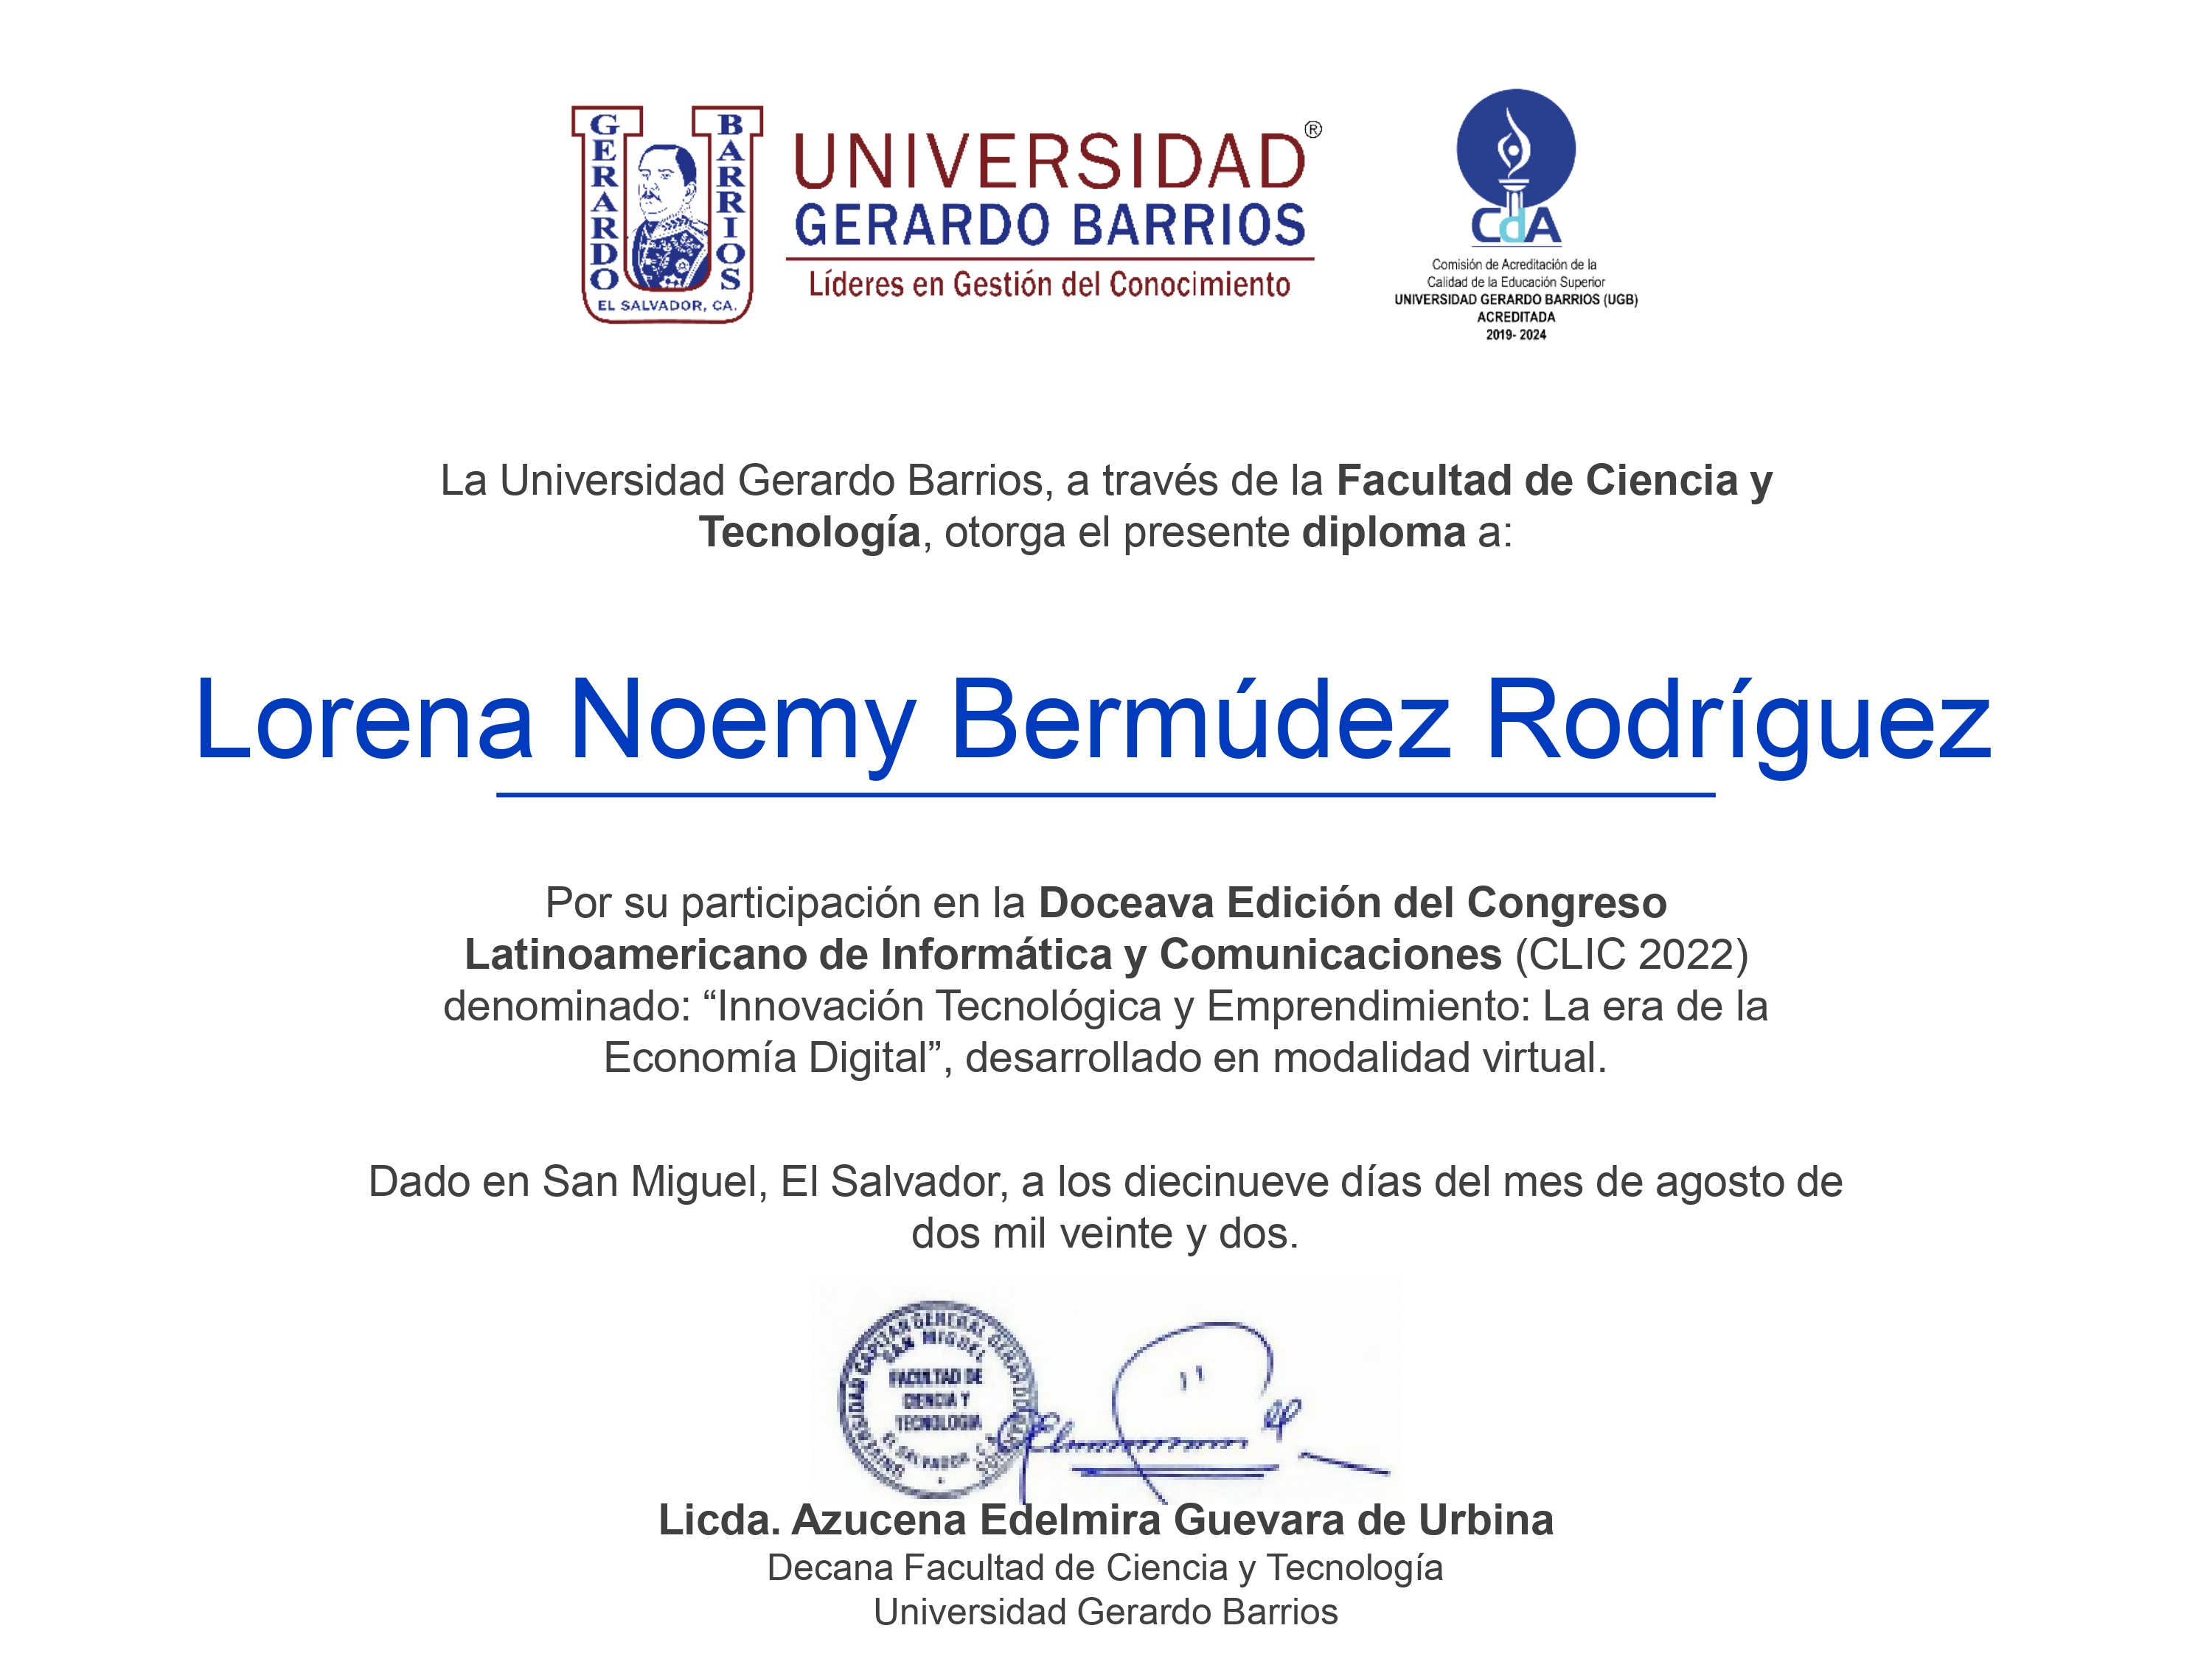 GERARDO
BARRIOS
EL SALVADOR, CA.
UNIVERSIDAD®
GERARDO BARRIOS
Líderes en Gestión del Conocimiento
CdA
Comisión de Acreditación de la
Calidad de la Educación Superior
UNIVERSIDAD GERARDO BARRIOS (UGB)
ACREDITADA
2019- 2024
La Universidad Gerardo Barrios, a través de la Facultad de Ciencia y
Tecnología, otorga el presente diploma a:
Lorena Noemy Bermúdez Rodríguez
Por su participación en la Doceava Edición del Congreso
Latinoamericano de Informática y Comunicaciones (CLIC 2022)
denominado: “Innovación Tecnológica y Emprendimiento: La era de la
Economía Digital”, desarrollado en modalidad virtual.
Dado en San Miguel, El Salvador, a los diecinueve días del mes de agosto de
dos mil veinte y dos.
UNIVERSIDAD CAPITAN GENERAL GERARDO BARRIOS
SAN MIGUEL
FACULTAD DE
CIENCIA Y
TECNOLOGIA
EL SALVADOR, C.A.
Licda. Azucena Edelmira Guevara de Urbina
Decana Facultad de Ciencia y Tecnología
Universidad Gerardo Barrios